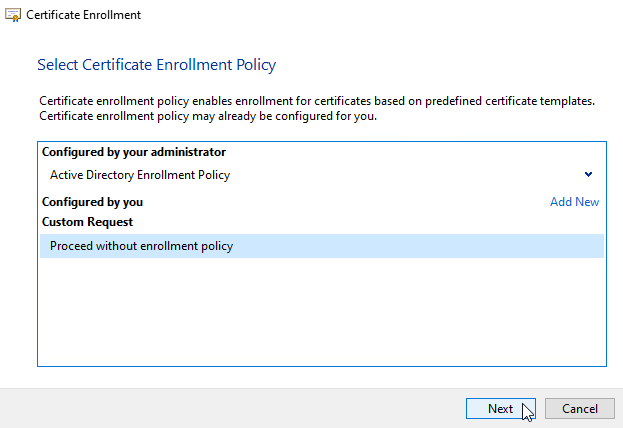 Certificate Enrollment
Select Certificate Enrollment Policy
Certificate enrollment policy enables enrollment for certificates based on predefined certificate templates.
Certificate enrollment policy may already be configured for you.
Configured by your administrator
Active Directory Enrollment Policy
Configured by you Add New
Custom Request
Proceed without enrollment policy
Next Cancel